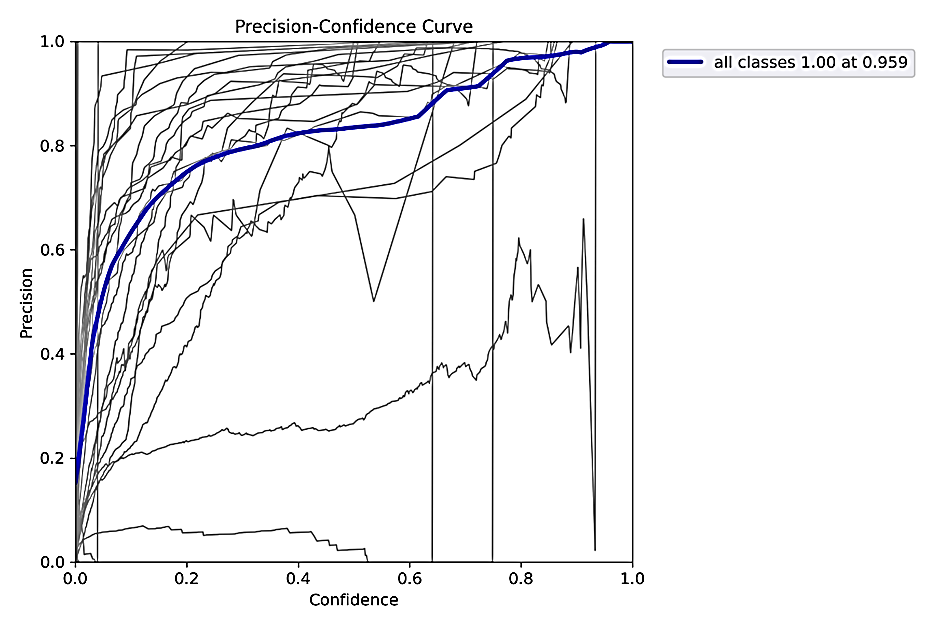 Precision-Confidence Curve
1.0
0.8
0.6
0.4
0.2
0.0
Precision
0.0 0.2 0.4 0.6 0.8 1.0
Confidence
all classes 1.00 at 0.959